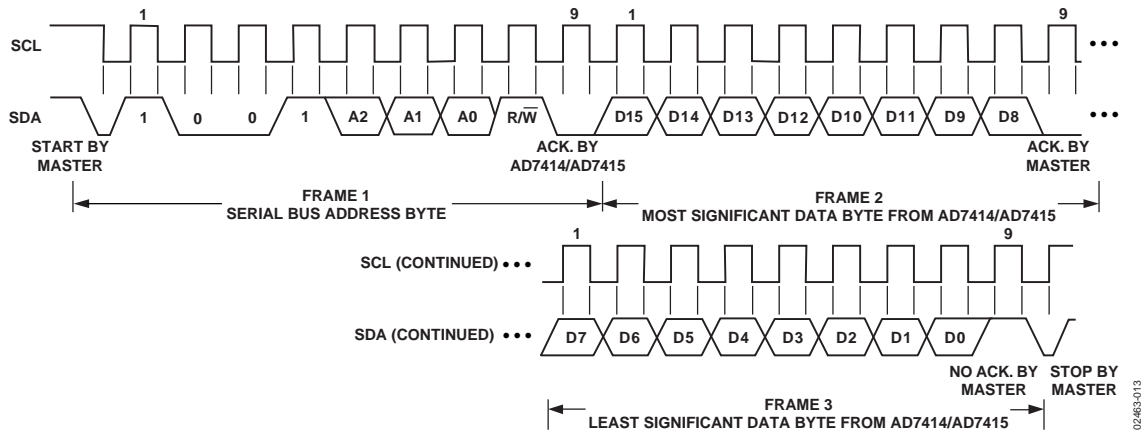 1 9 1 9
SCL
SDA 1 0 0 1 A2 A1 A0 R/W̅ D15 D14 D13 D12 D10 D11 D9 D8
START BY MASTER
ACK. BY AD7414/AD7415
ACK. BY MASTER
FRAME 1
SERIAL BUS ADDRESS BYTE
FRAME 2
MOST SIGNIFICANT DATA BYTE FROM AD7414/AD7415
1 9
SCL (CONTINUED)
SDA (CONTINUED) D7 D6 D5 D4 D3 D2 D1 D0
NO ACK. BY MASTER
STOP BY MASTER
FRAME 3
LEAST SIGNIFICANT DATA BYTE FROM AD7414/AD7415
02463-013